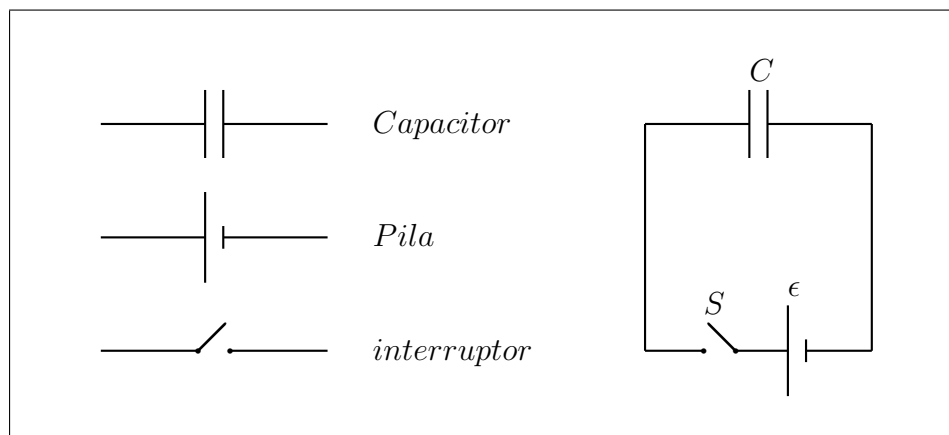 C
Capacitor
Pila
ϵ
S
interruptor